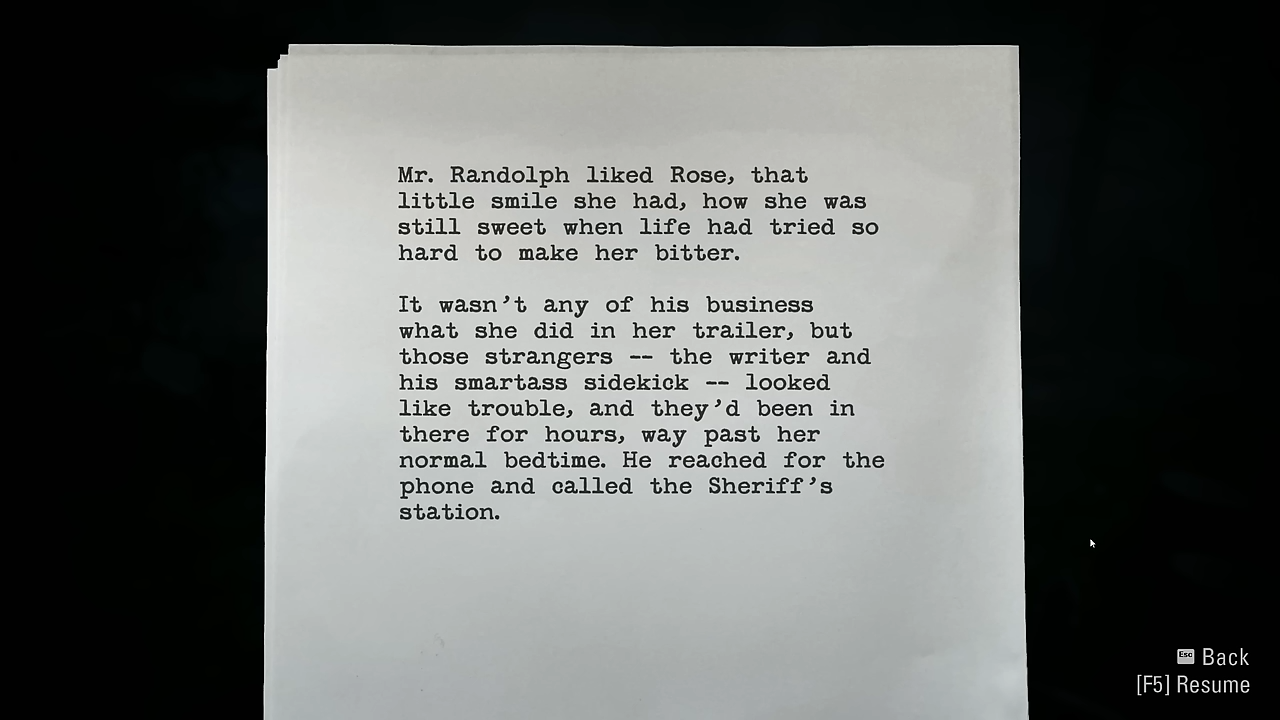 Mr. Randolph liked Rose, that
little smile she had, how she was
still sweet when life had tried so
hard to make her bitter.
It wasn't any of his business
what she did in her trailer, but
those strangers -- the writer and
his smartass sidekick -- looked
like trouble, and they'd been in
there for hours, way past her
normal bedtime. He reached for the
phone and called the Sheriff's
station.
Esc Back
[F5] Resume